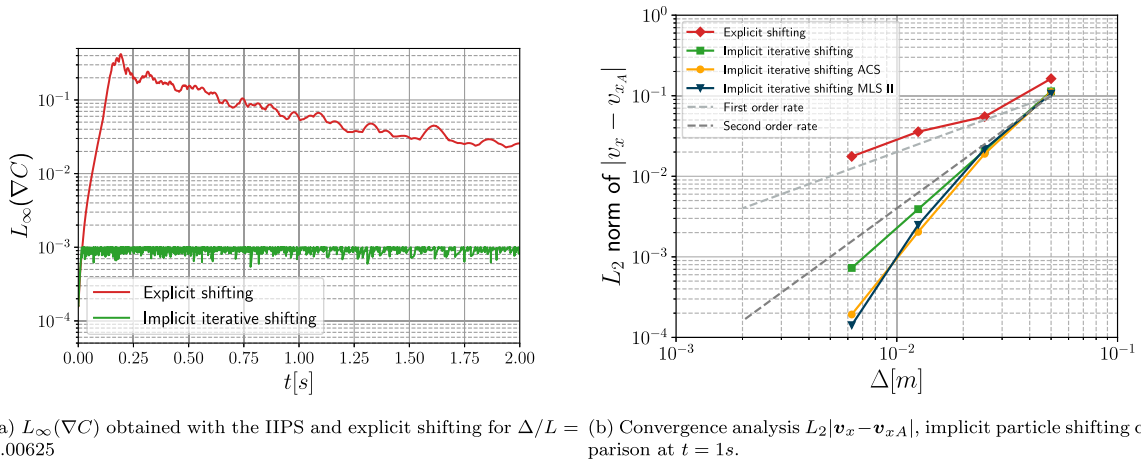 10⁻¹
10⁻²
10⁻³
10⁻⁴
L∞(∇C)
Explicit shifting
Implicit iterative shifting
0.00 0.25 0.50 0.75 1.00 1.25 1.50 1.75 2.00
t[s]
10⁰
10⁻¹
10⁻²
10⁻³
10⁻⁴
L₂ norm of |vₓ − v_{x_A}|
Explicit shifting
Implicit iterative shifting
Implicit iterative shifting ACS
Implicit iterative shifting MLS II
First order rate
Second order rate
10⁻³ 10⁻² 10⁻¹
Δ[m]
a) L∞(∇C) obtained with the IIPS and explicit shifting for Δ/L =
.00625
(b) Convergence analysis L₂|𝒗ₓ−𝒗ₓA|, implicit particle shifting
parison at t = 1s.